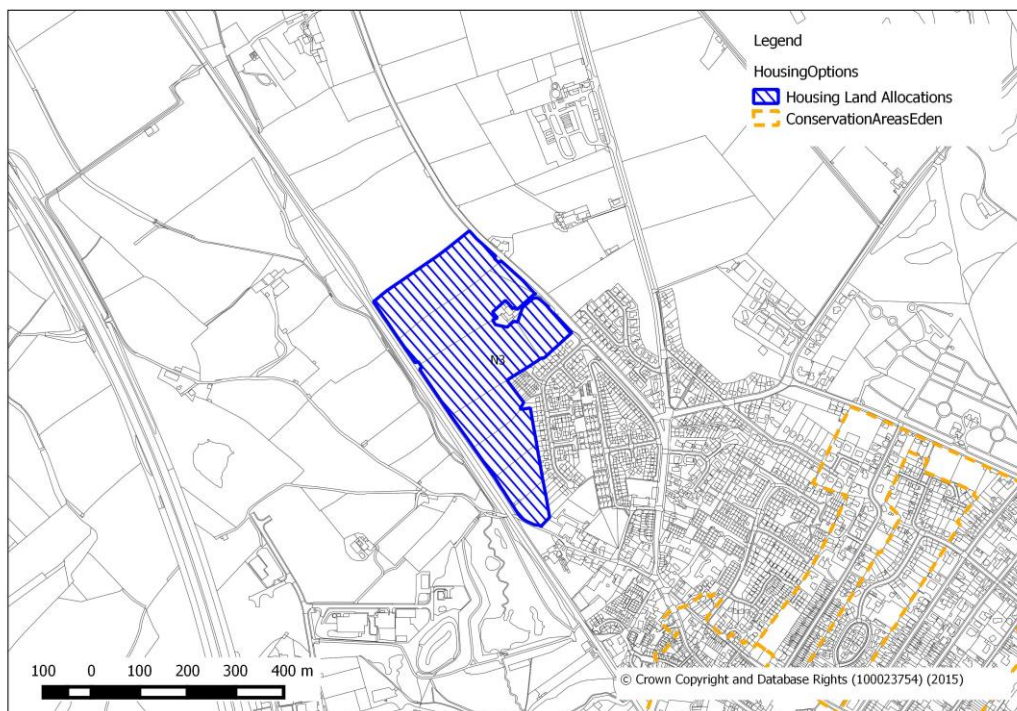 Legend
HousingOptions
Housing Land Allocations
ConservationAreasEden
N3
100 0 100 200 300 400 m
© Crown Copyright and Database Rights (100023754) (2015)